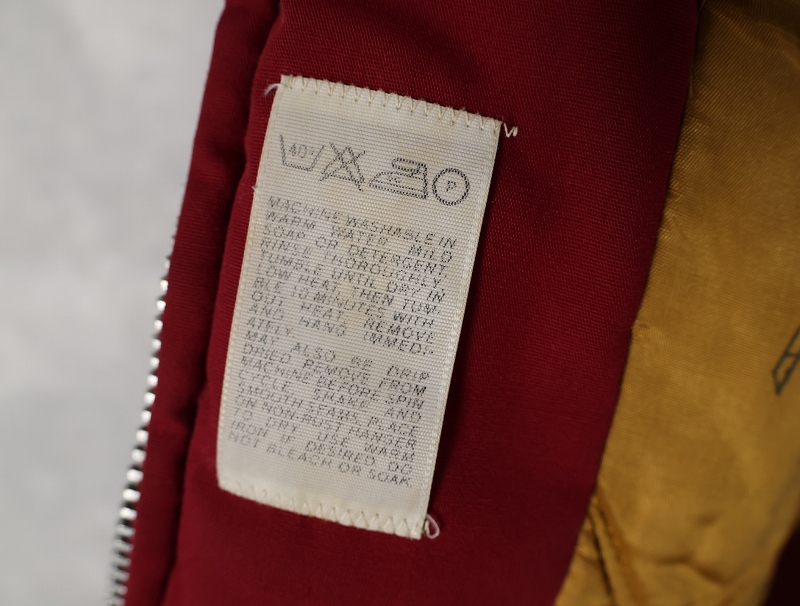 40°
P
MACHINE WASHABLE IN
WARM WATER MILD
SOAP OR DETERGENT.
RINSE THOROUGHLY
TUMBLE UNTIL DRY IN
LOW HEAT. THEN TUM-
BLE 10 MINUTES WITH
OUT HEAT. REMOVE
AND HANG IMMEDI-
ATELY
MAY ALSO BE DRIP
DRIED REMOVE FROM
MACHINE BEFORE SPIN
CYCLE SHAKE AND
SMOOTH SEAMS, PLACE
ON NON-RUST HANGER
TO DRY USE WARM
IRON IF DESIRED DO
NOT BLEACH OR SOAK